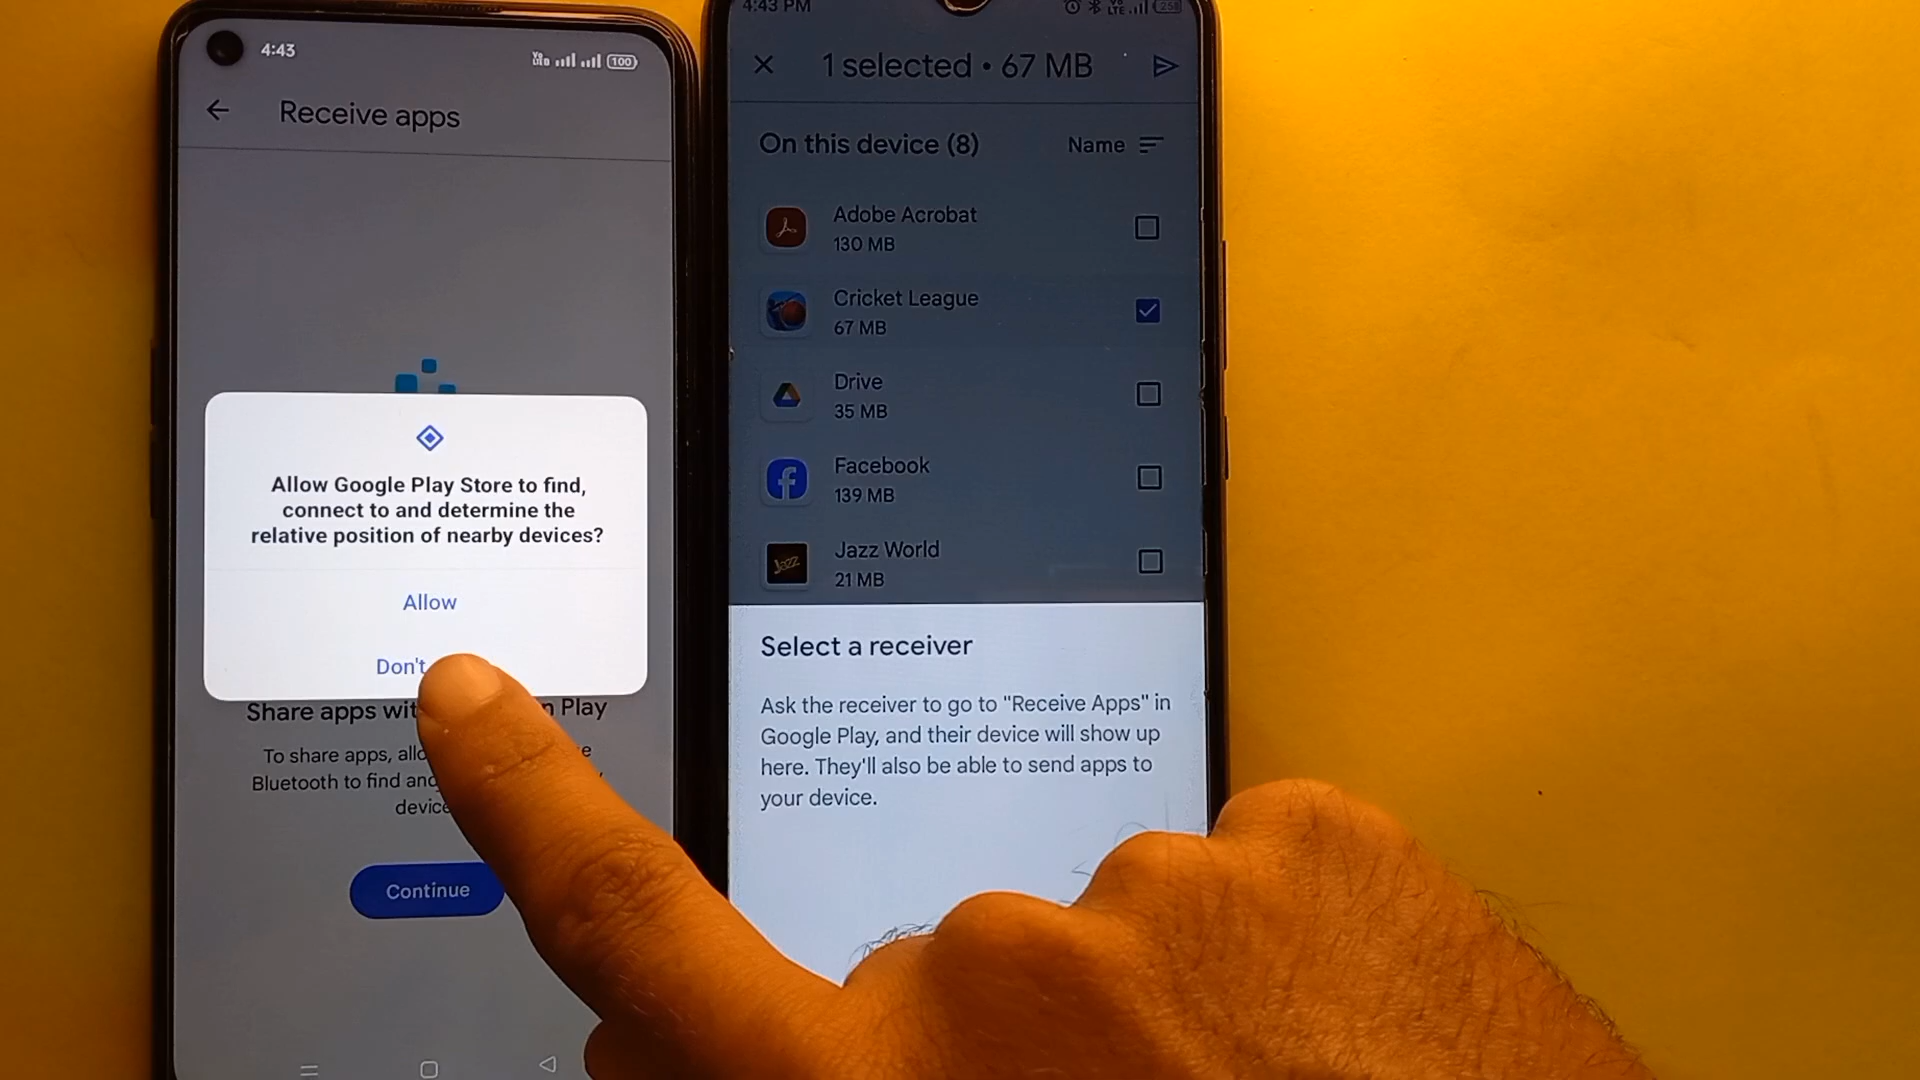 4:43
100
Receive apps
Allow Google Play Store to find,
connect to and determine the
relative position of nearby devices?
Allow
Don't
Share apps Play
To share apps,
Bluetooth to find
Continue
4:43 PM
LTE
1 selected • 67 MB
On this device (8)
Name
Adobe Acrobat
130 MB
Cricket League
67 MB
Drive
35 MB
Facebook
139 MB
Jazz World
21 MB
Select a receiver
Ask the receiver to go to "Receive Apps" in
Google Play, and their device will show up
here. They'll also be able to send apps to
your device.